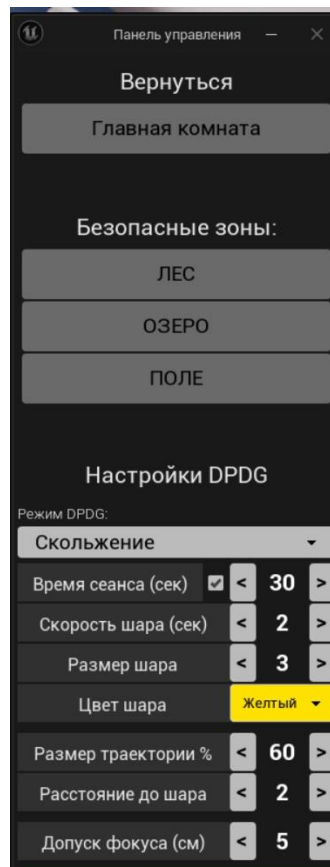 Панель управления
Вернуться
Главная комната
Безопасные зоны:
ЛЕС
ОЗЕРО
ПОЛЕ
Настройки DPDG
Режим DPDG:
Скольжение
Время сеанса (сек) < 30 >
Скорость шара (сек) < 2 >
Размер шара < 3 >
Цвет шара Желтый
Размер траектории % < 60 >
Расстояние до шара < 2 >
Допуск фокуса (см) < 5 >